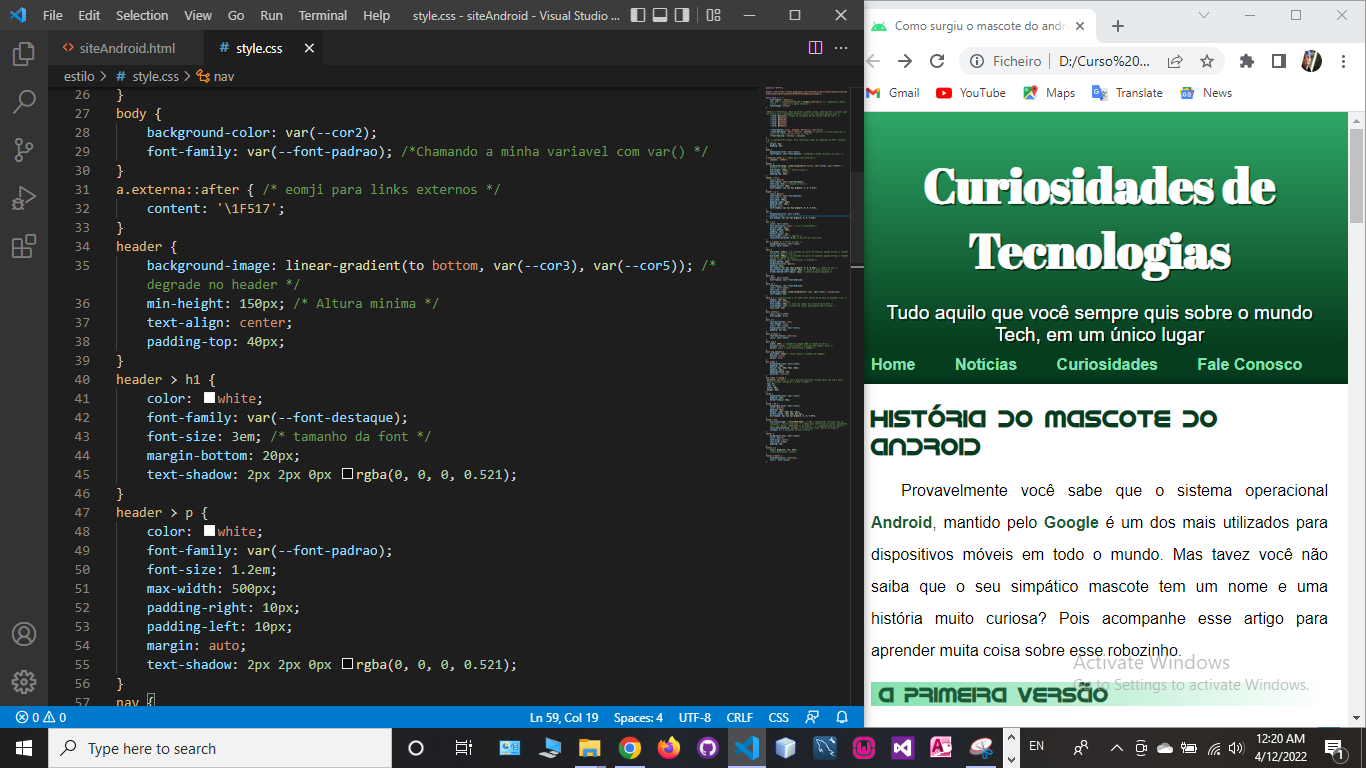 File Edit Selection View Go Run Terminal Help style.css - siteAndroid - Visual Studio ...
siteAndroid.html # style.css
estilo > # style.css > nav
26 }
27 body {
28 background-color: var(--cor2);
29 font-family: var(--font-padrao); /*Chamando a minha variavel com var() */
30 }
31 a.externa::after { /* eomji para links externos */
32 content: '\1F517';
33 }
34 header {
35 background-image: linear-gradient(to bottom, var(--cor3), var(--cor5)); /*
degrade no header */
36 min-height: 150px; /* Altura minima */
37 text-align: center;
38 padding-top: 40px;
39 }
40 header > h1 {
41 color: white;
42 font-family: var(--font-destaque);
43 font-size: 3em; /* tamanho da font */
44 margin-bottom: 20px;
45 text-shadow: 2px 2px 0px rgba(0, 0, 0, 0.521);
46 }
47 header > p {
48 color: white;
49 font-family: var(--font-padrao);
50 font-size: 1.2em;
51 max-width: 500px;
52 padding-right: 10px;
53 padding-left: 10px;
54 margin: auto;
55 text-shadow: 2px 2px 0px rgba(0, 0, 0, 0.521);
56 }
57 nav {
0 0 Ln 59, Col 19 Spaces: 4 UTF-8 CRLF CSS
Como surgiu o mascote do andr
Ficheiro D:/Curso%20...
Gmail YouTube Maps Translate News
Curiosidades de
Tecnologias
Tudo aquilo que você sempre quis sobre o mundo
Tech, em um único lugar
Home Notícias Curiosidades Fale Conosco
História do mascote do
Android
Provavelmente você sabe que o sistema operacional
Android, mantido pelo Google é um dos mais utilizados para
dispositivos móveis em todo o mundo. Mas tavez você não
saiba que o seu simpático mascote tem um nome e uma
história muito curiosa? Pois acompanhe esse artigo para
aprender muita coisa sobre esse robozinho.
A primeira versão
Activate Windows
Go to Settings to activate Windows.
Type here to search
EN
12:20 AM
4/12/2022
1